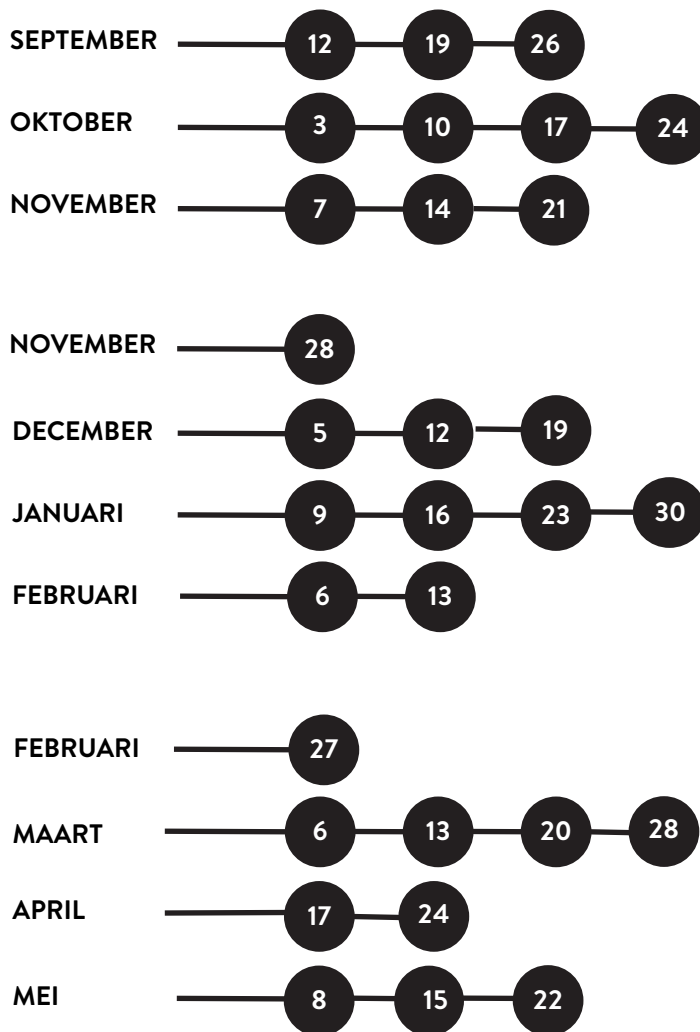 SEPTEMBER 12 19 26
OKTOBER 3 10 17 24
NOVEMBER 7 14 21
NOVEMBER 28
DECEMBER 5 12 19
JANUARI 9 16 23 30
FEBRUARI 6 13
FEBRUARI 27
MAART 6 13 20 28
APRIL 17 24
MEI 8 15 22